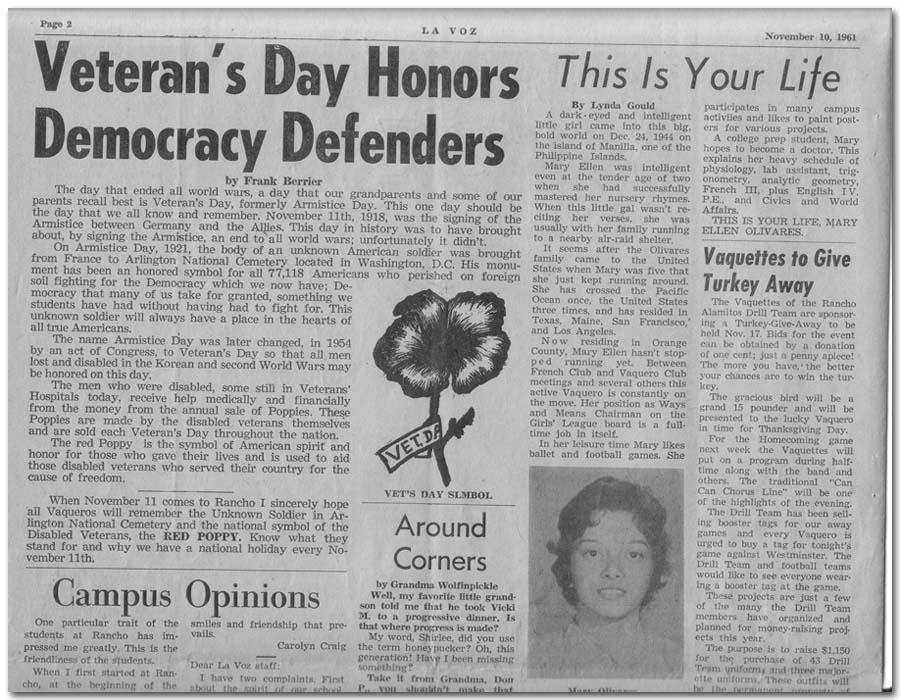 Page 2
LA VOZ
November 10, 1961
Veteran's Day Honors
Democracy Defenders
by Frank Berrier
The day that ended all world wars, a day that our grandparents and some of our
parents recall best is Veteran's Day, formerly Armistice Day. This one day should be
the day that we all know and remember. November 11th, 1918, was the signing of the
Armistice between Germany and the Allies. This day in history was to have brought
about, by signing the Armistice, an end to all world wars; unfortunately it didn't.
On Armistice Day, 1921, the body of an unknown American soldier was brought
from France to Arlington National Cemetery located in Washington, D.C. His monu-
ment has been an honored symbol for all 77,118 Americans who perished on foreign
soil fighting for the Democracy which we now have; De-
mocracy that many of us take for granted, something we
students have had without having had to fight for. This
unknown soldier will always have a place in the hearts of
all true Americans.
The name Armistice Day was later changed, in 1954
by an act of Congress, to Veteran's Day so that all men
lost and disabled in the Korean and second World Wars may
be honored on this day.
The men who were disabled, some still in Veterans'
Hospitals today, receive help medically and financially
from the money from the annual sale of Poppies. These
Poppies are made by the disabled veterans themselves
and are sold each Veteran's Day throughout the nation.
The red Poppy is the symbol of American spirit and
honor for those who gave their lives and is used to aid
those disabled veterans who served their country for the
cause of freedom.
When November 11 comes to Rancho I sincerely hope
all Vaqueros will remember the Unknown Soldier in Ar-
lington National Cemetery and the national symbol of the
Disabled Veterans, the RED POPPY. Know what they
stand for and why we have a national holiday every No-
vember 11th.
VET. DA
VET'S DAY SLMBOL
Campus Opinions
One particular trait of the
students at Rancho has im-
pressed me greatly. This is the
friendliness of the students.
When I first started at Ran-
cho, at the beginning of the
smiles and friendship that pre-
vails.
Carolyn Craig
Dear La Voz staff:
I have two complaints. First
about the spirit of our school
Around
Corners
by Grandma Wolfinpickle
Well, my favorite little grand-
son told me that he took Vicki
M. to a progressive dinner. Is
that where progress is made?
My word, Shirlee, did you use
the term honeypucker? Oh, this
generation! Have I been missing
something?
Take it from Grandma, Don
P., you shouldn't make that
This Is Your Life
By Lynda Gould
A dark-eyed and intelligent
little girl came into this big,
bold world on Dec. 24, 1944 on
the island of Manilla, one of the
Philippine Islands.
Mary Ellen was intelligent
even at the tender age of two
when she had successfully
mastered her nursery rhymes.
When this little gal wasn't re-
citing her verses, she was
usually with her family running
to a nearby air-raid shelter.
It seems after the Olivares
family came to the United
States when Mary was five that
she just kept running around.
She has crossed the Pacific
Ocean once, the United States
three times, and has resided in
Texas, Maine, San Francisco,
and Los Angeles.
Now residing in Orange
County, Mary Ellen hasn't stop-
ped running yet. Between
French Club and Vaquero Club
meetings and several others this
active Vaquero is constantly on
the move. Her position as Ways
and Means Chairman on the
Girls' League board is a full-
time job in itself.
In her leisure time Mary likes
ballet and football games. She
Mary Olivares
participates in many campus
activiies and likes to paint post-
ers for various projects.
A college prep student, Mary
hopes to become a doctor. This
explains her heavy schedule of
physiology, lab assistant, trig-
onometry, analytic geometry,
French III, plus English IV,
P.E., and Civics and World
Affairs.
THIS IS YOUR LIFE, MARY
ELLEN OLIVARES.
Vaquettes to Give
Turkey Away
The Vaquettes of the Rancho
Alamitos Drill Team are sponsor-
ing a Turkey-Give-Away to be
held Nov. 17. Bids for the event
can be obtained by a donation
of one cent; just a penny apiece!
The more you have, the better
your chances are to win the tur-
key.
The gracious bird will be a
grand 15 pounder and will be
presented to the lucky Vaquero
in time for Thanksgiving Day.
For the Homecoming game
next week the Vaquettes will
put on a program during half-
time along with the band and
others. The traditional "Can
Can Chorus Line" will be one
of the highlights of the evening.
The Drill Team has been sell-
ing booster tags for our away
games and every Vaquero is
urged to buy a tag for tonight's
game against Westminster. The
Drill Team and football teams
would like to see everyone wear-
ing a booster tag at the game.
These projects are just a few
of the many the Drill Team
members have organized and
planned for money-raising proj-
ects this year.
The purpose is to raise $1,150
for the purchase of 43 Drill
Team uniforms and three major-
ette uniforms. These outfits will
be the permanent